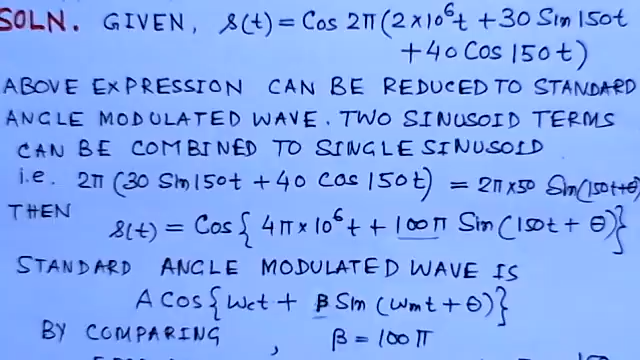 SOLN. GIVEN, s(t) = Cos 2π(2×10⁶t + 30 Sin 150t
+ 40 Cos 150t)
ABOVE EXPRESSION CAN BE REDUCED TO STANDARD
ANGLE MODULATED WAVE. TWO SINUSOID TERMS
CAN BE COMBINED TO SINGLE SINUSOID
i.e. 2π (30 Sin 150t + 40 Cos 150t) = 2π×50 Sin(150t+θ)
THEN
s(t) = Cos{4π×10⁶t + 100π Sin(150t + θ)}
STANDARD ANGLE MODULATED WAVE IS
A Cos{ωct + β Sin (ωmt + θ)}
BY COMPARING, β = 100π